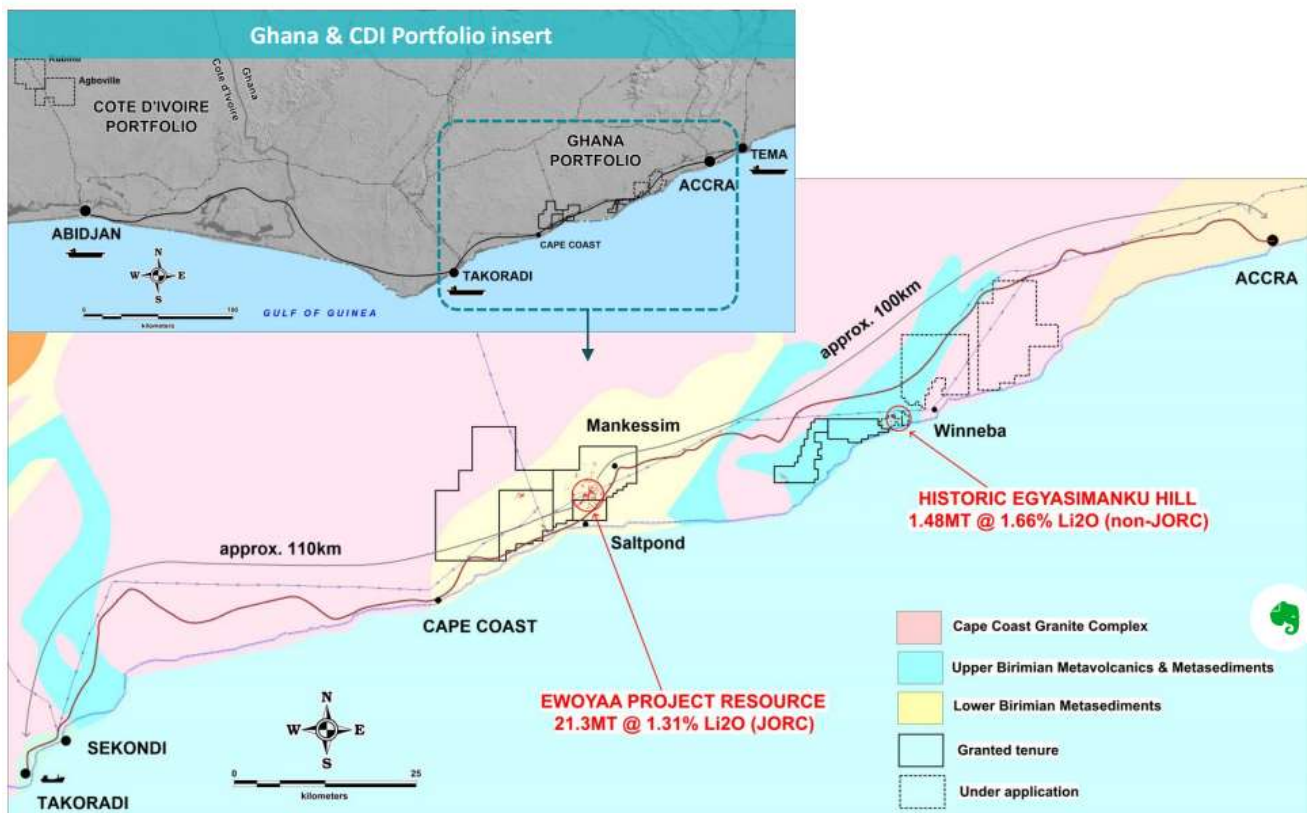 Ghana & CDI Portfolio insert
Agboville
COTE D'IVOIRE
PORTFOLIO
Ghana
Cote d'Ivoire
GHANA
PORTFOLIO
TEMA
ACCRA
ABIDJAN
CAPE COAST
TAKORADI
N
W E
S
0 100
kilometers
GULF OF GUINEA
ACCRA
approx. 100km
Mankessim
Winneba
HISTORIC EGYASIMANKU HILL
1.48MT @ 1.66% Li2O (non-JORC)
Saltpond
approx. 110km
CAPE COAST
EWOYAA PROJECT RESOURCE
21.3MT @ 1.31% Li2O (JORC)
SEKONDI
TAKORADI
N
W E
S
0 25
kilometers
Cape Coast Granite Complex
Upper Birimian Metavolcanics & Metasediments
Lower Birimian Metasediments
Granted tenure
Under application